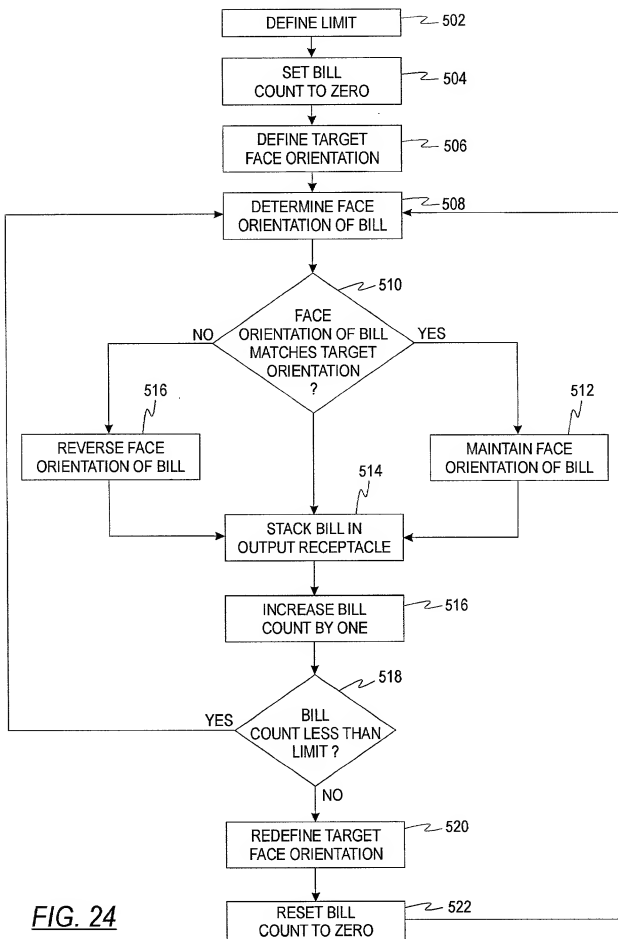 DEFINE LIMIT
502
SET BILL
COUNT TO ZERO
504
DEFINE TARGET
FACE ORIENTATION
506
DETERMINE FACE
ORIENTATION OF BILL
508
510
FACE
ORIENTATION OF BILL
MATCHES TARGET
ORIENTATION
?
NO
YES
516
REVERSE FACE
ORIENTATION OF BILL
512
MAINTAIN FACE
ORIENTATION OF BILL
514
STACK BILL IN
OUTPUT RECEPTACLE
INCREASE BILL
COUNT BY ONE
516
518
YES
BILL
COUNT LESS THAN
LIMIT ?
NO
REDEFINE TARGET
FACE ORIENTATION
520
RESET BILL
COUNT TO ZERO
522
FIG. 24